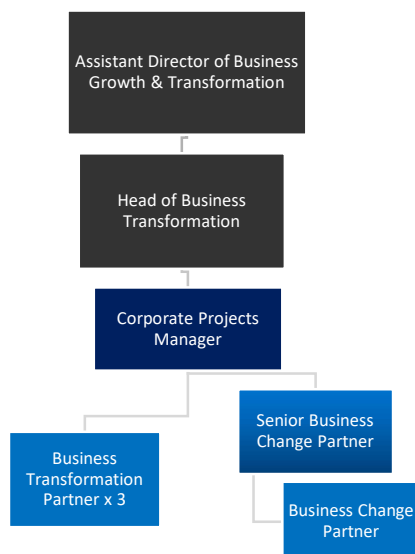 Assistant Director of Business
Growth & Transformation
Head of Business
Transformation
Corporate Projects
Manager
Senior Business
Change Partner
Business
Transformation
Partner x 3
Business Change
Partner